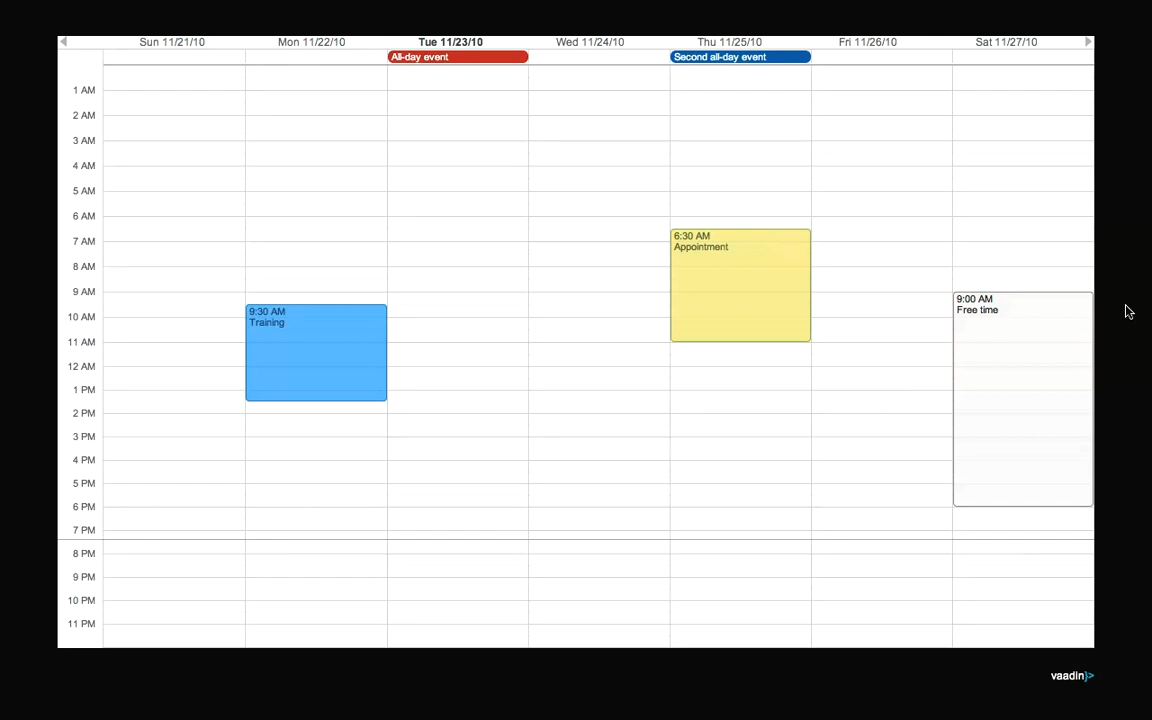 Sun 11/21/10 Mon 11/22/10 Tue 11/23/10 Wed 11/24/10 Thu 11/25/10 Fri 11/26/10 Sat 11/27/10
All-day event Second all-day event
1 AM
2 AM
3 AM
4 AM
5 AM
6 AM
6:30 AM
Appointment
7 AM
8 AM
9 AM
9:00 AM
Free time
9:30 AM
Training
10 AM
11 AM
12 AM
1 PM
2 PM
3 PM
4 PM
5 PM
6 PM
7 PM
8 PM
9 PM
10 PM
11 PM
vaadin}>